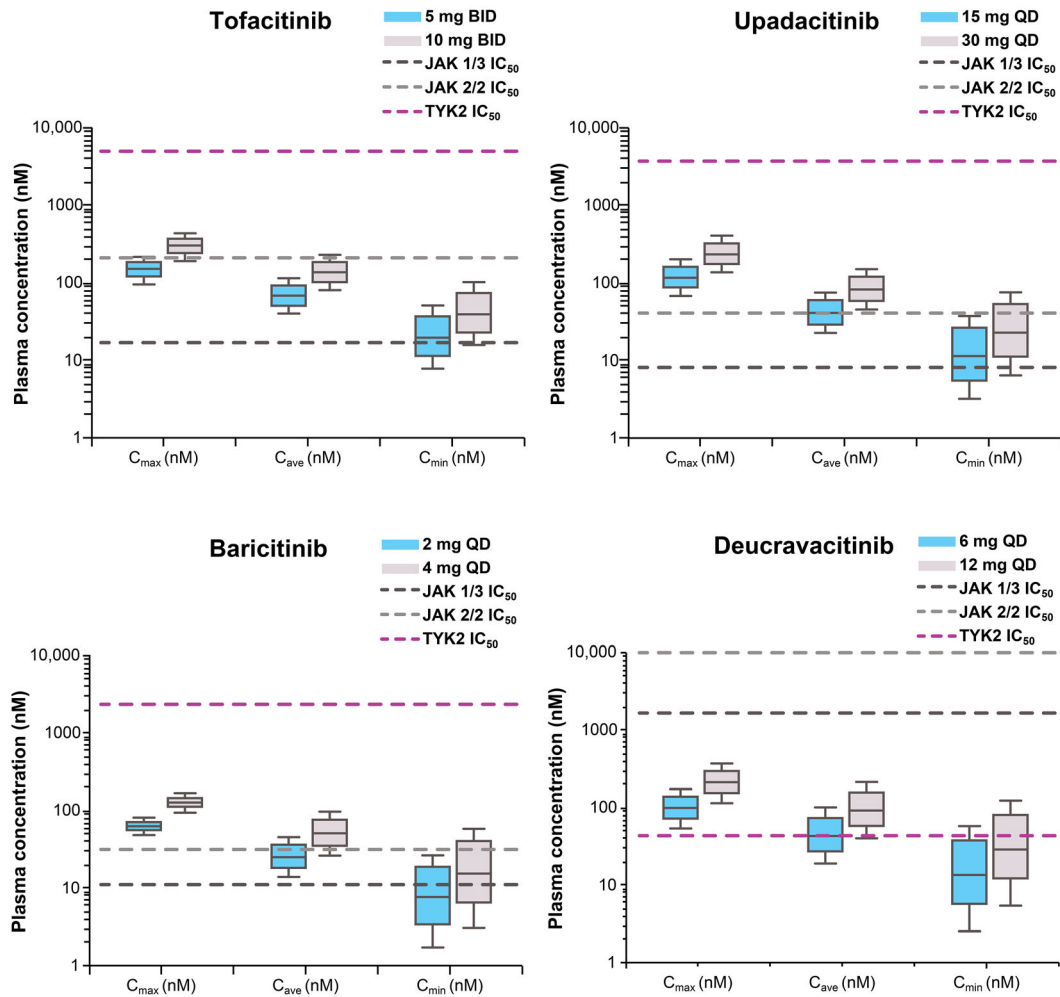 Tofacitinib
5 mg BID
10 mg BID
JAK 1/3 IC50
JAK 2/2 IC50
TYK2 IC50
Plasma concentration (nM)
10,000
1000
100
10
1
Cmax (nM)
Cave (nM)
Cmin (nM)
Upadacitinib
15 mg QD
30 mg QD
JAK 1/3 IC50
JAK 2/2 IC50
TYK2 IC50
Plasma concentration (nM)
10,000
1000
100
10
1
Cmax (nM)
Cave (nM)
Cmin (nM)
Baricitinib
2 mg QD
4 mg QD
JAK 1/3 IC50
JAK 2/2 IC50
TYK2 IC50
Plasma concentration (nM)
10,000
1000
100
10
1
Cmax (nM)
Cave (nM)
Cmin (nM)
Deucravacitinib
6 mg QD
12 mg QD
JAK 1/3 IC50
JAK 2/2 IC50
TYK2 IC50
Plasma concentration (nM)
10,000
1000
100
10
1
Cmax (nM)
Cave (nM)
Cmin (nM)